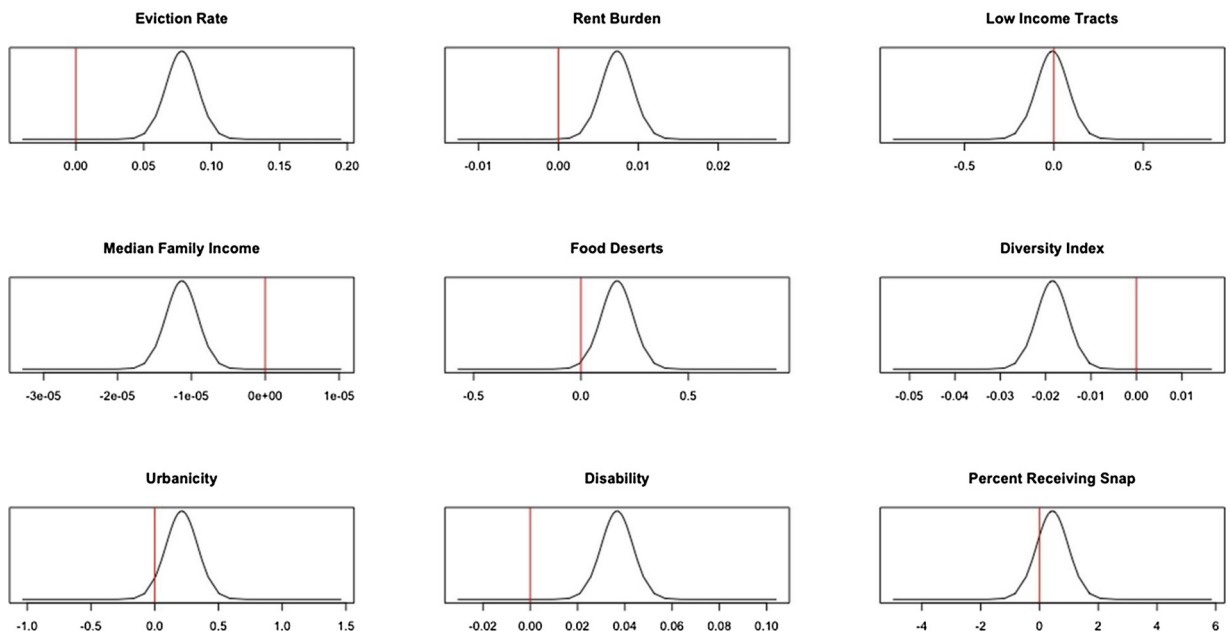 Eviction Rate
0.00 0.05 0.10 0.15 0.20
Rent Burden
-0.01 0.00 0.01 0.02
Low Income Tracts
-0.5 0.0 0.5
Median Family Income
-3e-05 -2e-05 -1e-05 0e+00 1e-05
Food Deserts
-0.5 0.0 0.5
Diversity Index
-0.05 -0.04 -0.03 -0.02 -0.01 0.00 0.01
Urbanicity
-1.0 -0.5 0.0 0.5 1.0 1.5
Disability
-0.02 0.00 0.02 0.04 0.06 0.08 0.10
Percent Receiving Snap
-4 -2 0 2 4 6